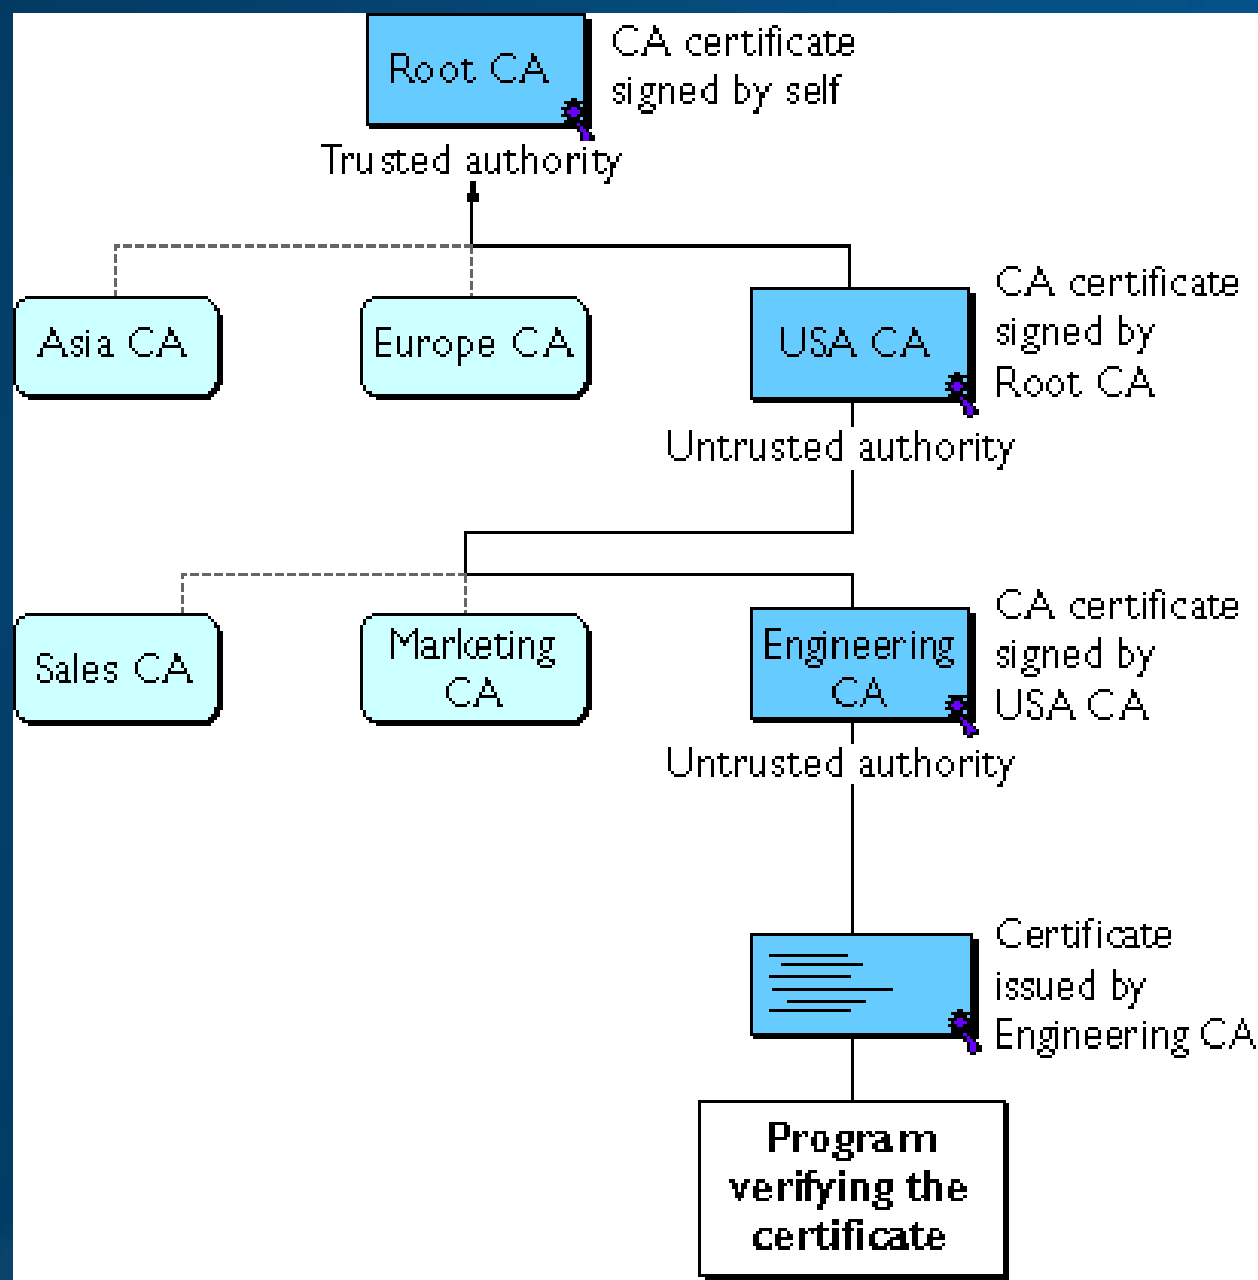 Root CA
CA certificate
signed by self
Trusted authority
Asia CA
Europe CA
USA CA
CA certificate
signed by
Root CA
Untrusted authority
Sales CA
Marketing
CA
Engineering
CA
CA certificate
signed by
USA CA
Untrusted authority
Certificate
issued by
Engineering CA
Program
verifying the
certificate